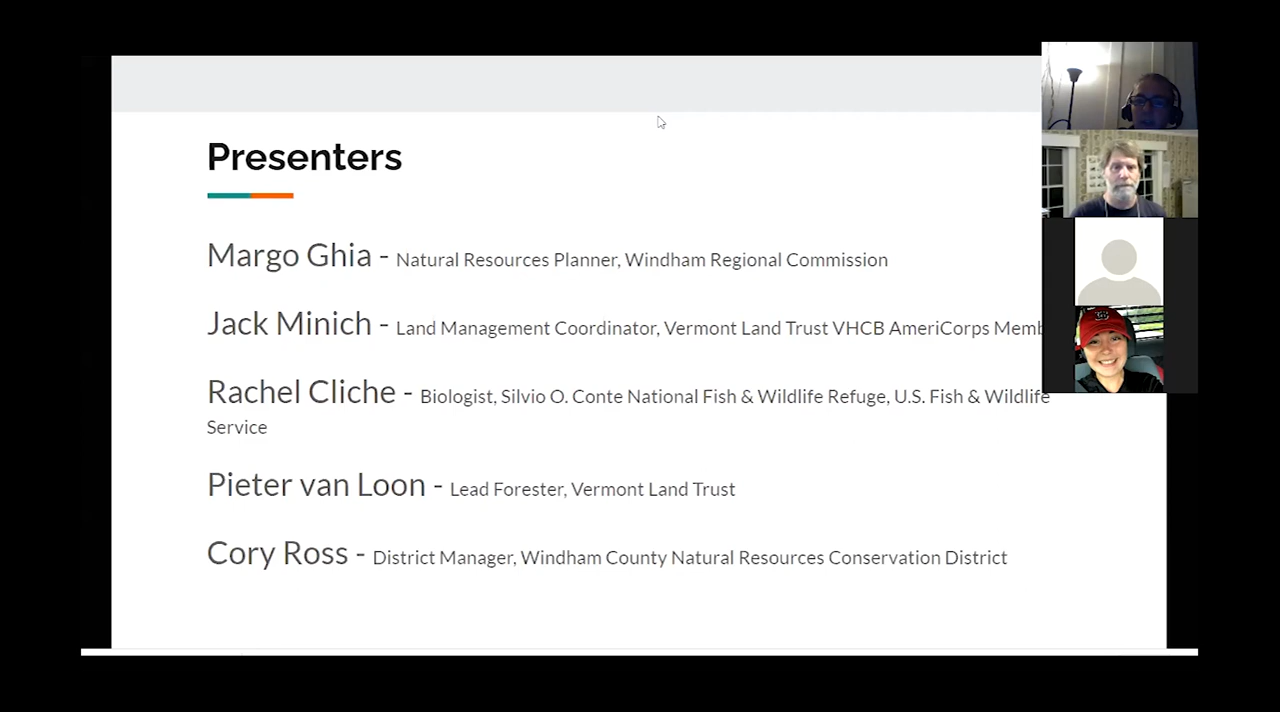 Presenters
Margo Ghia - Natural Resources Planner, Windham Regional Commission
Jack Minich - Land Management Coordinator, Vermont Land Trust VHCB AmeriCorps
Rachel Cliche - Biologist, Silvio O. Conte National Fish & Wildlife Refuge, U.S. Fish & Wildlife
Service
Pieter van Loon - Lead Forester, Vermont Land Trust
Cory Ross - District Manager, Windham County Natural Resources Conservation District